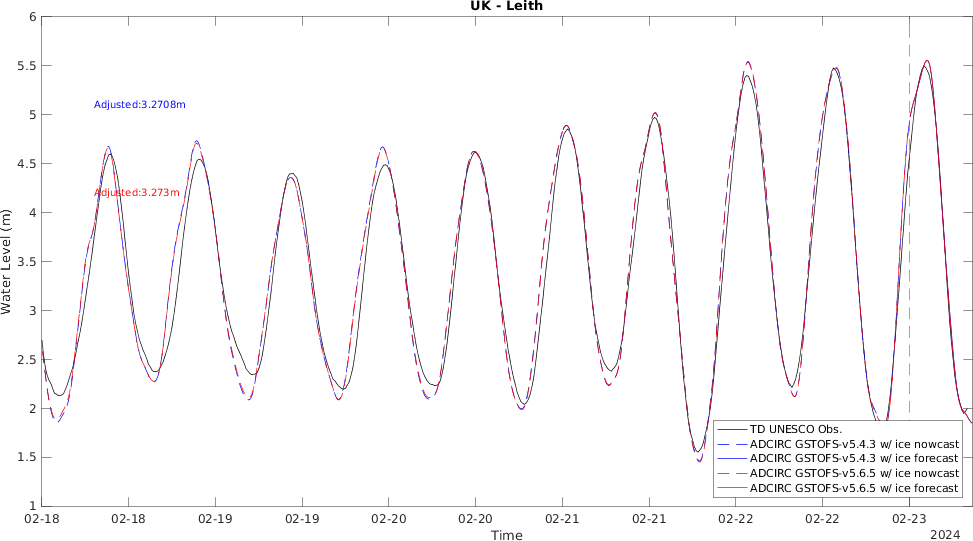 UK - Leith
6
5.5
5
4.5
4
3.5
3
2.5
2
1.5
1
Water Level (m)
Adjusted:3.2708m
Adjusted:3.273m
TD UNESCO Obs.
ADCIRC GSTOFS-v5.4.3 w/ ice nowcast
ADCIRC GSTOFS-v5.4.3 w/ ice forecast
ADCIRC GSTOFS-v5.6.5 w/ ice nowcast
ADCIRC GSTOFS-v5.6.5 w/ ice forecast
02-18 02-18 02-19 02-19 02-20 02-20 02-21 02-21 02-22 02-22 02-23
Time
2024